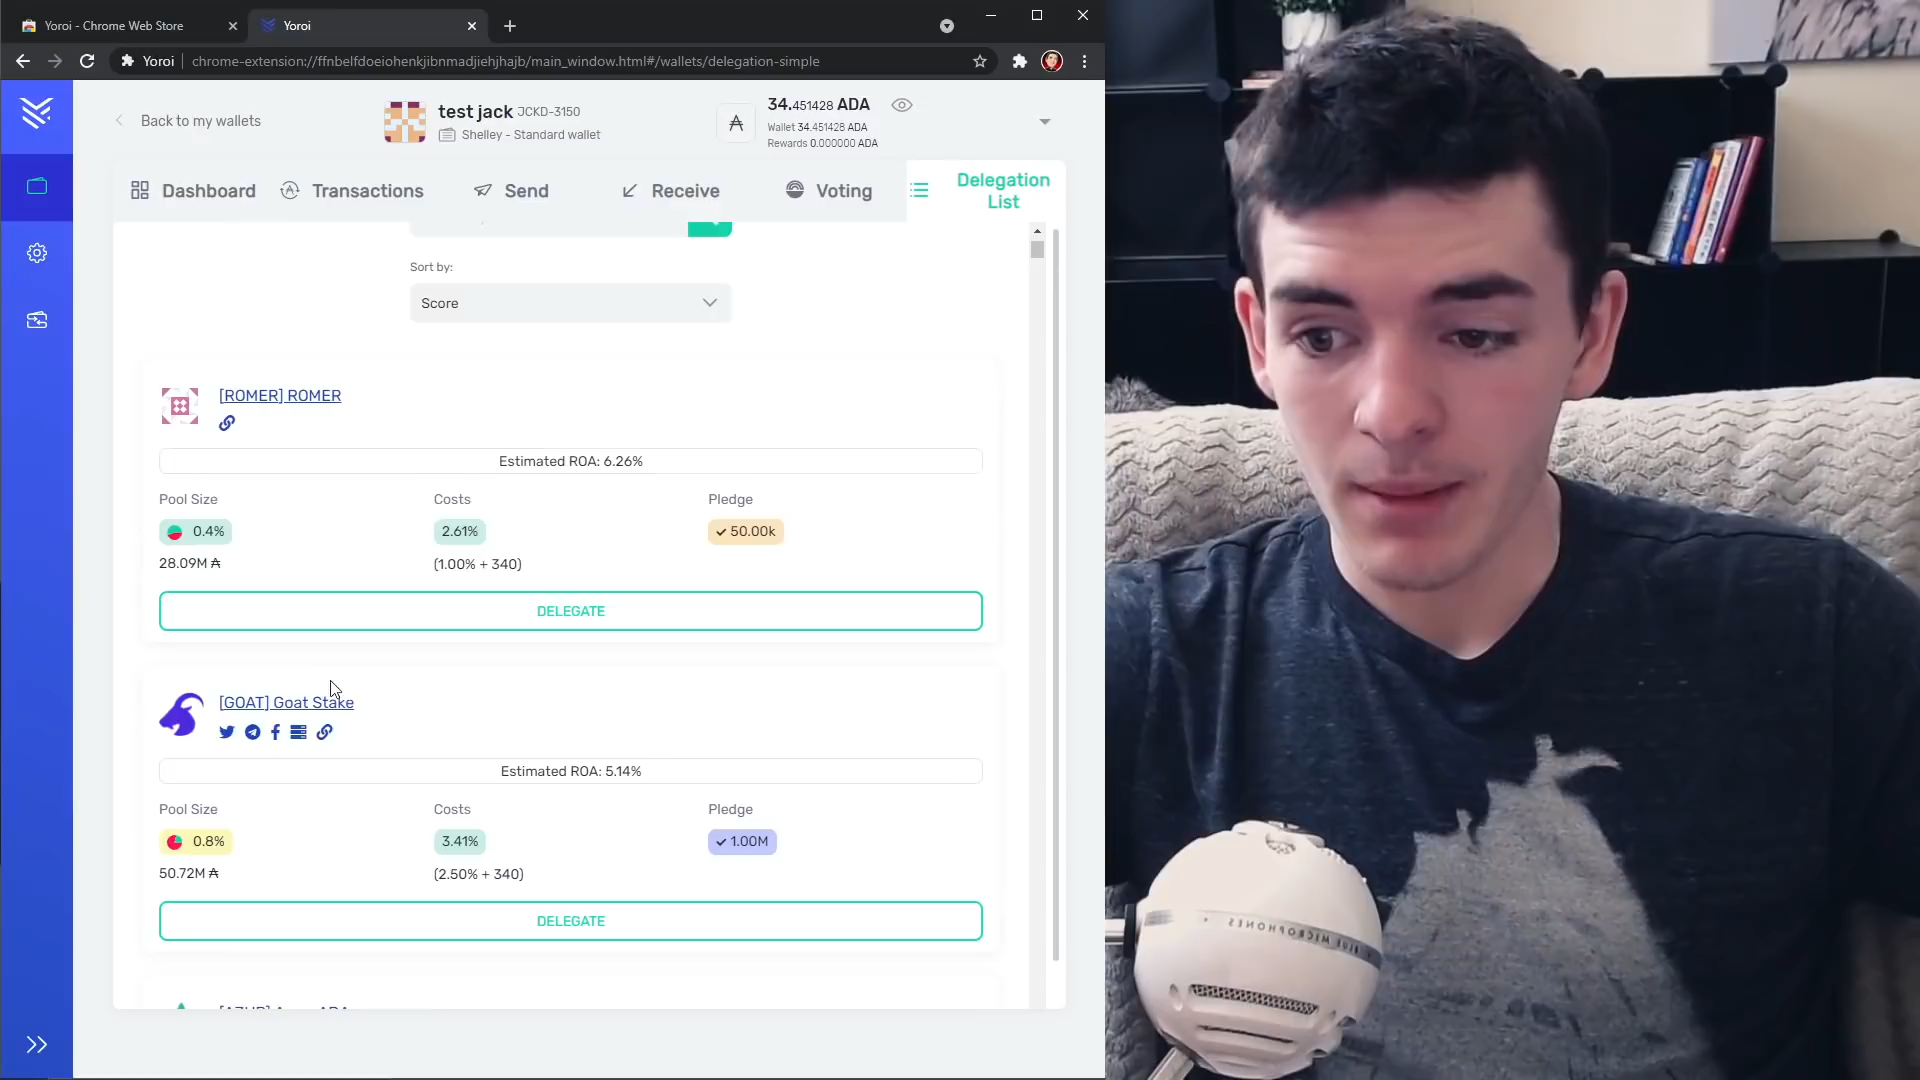 Yoroi - Chrome Web Store
Yoroi
Yoroi
chrome-extension://ffnbelfdoeiohenkjibnmadjiehjhajb/main_window.html#/wallets/delegation-simple
Back to my wallets
test jack JCKD-3150
Shelley - Standard wallet
34.451428 ADA
Wallet 34.451428 ADA
Rewards 0.000000 ADA
Dashboard
Transactions
Send
Receive
Voting
Delegation
List
Sort by:
Score
[ROMER] ROMER
Estimated ROA: 6.26%
Pool Size
Costs
Pledge
0.4%
2.61%
50.00k
28.09M ₳
(1.00% + 340)
DELEGATE
[GOAT] Goat Stake
Estimated ROA: 5.14%
Pool Size
Costs
Pledge
0.8%
3.41%
1.00M
50.72M ₳
(2.50% + 340)
DELEGATE
BLUE MICROPHONES